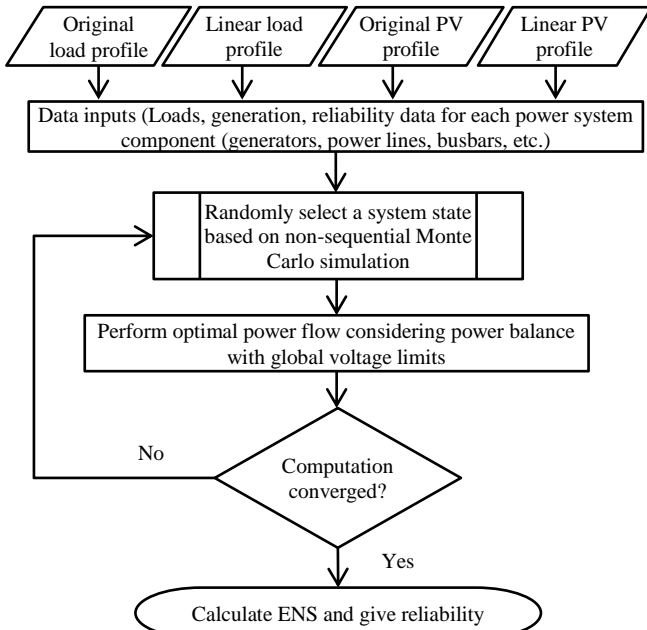 Original
load profile
Linear load
profile
Original PV
profile
Linear PV
profile
Data inputs (Loads, generation, reliability data for each power system
component (generators, power lines, busbars, etc.)
Randomly select a system state
based on non-sequential Monte
Carlo simulation
Perform optimal power flow considering power balance
with global voltage limits
No
Computation
converged?
Yes
Calculate ENS and give reliability